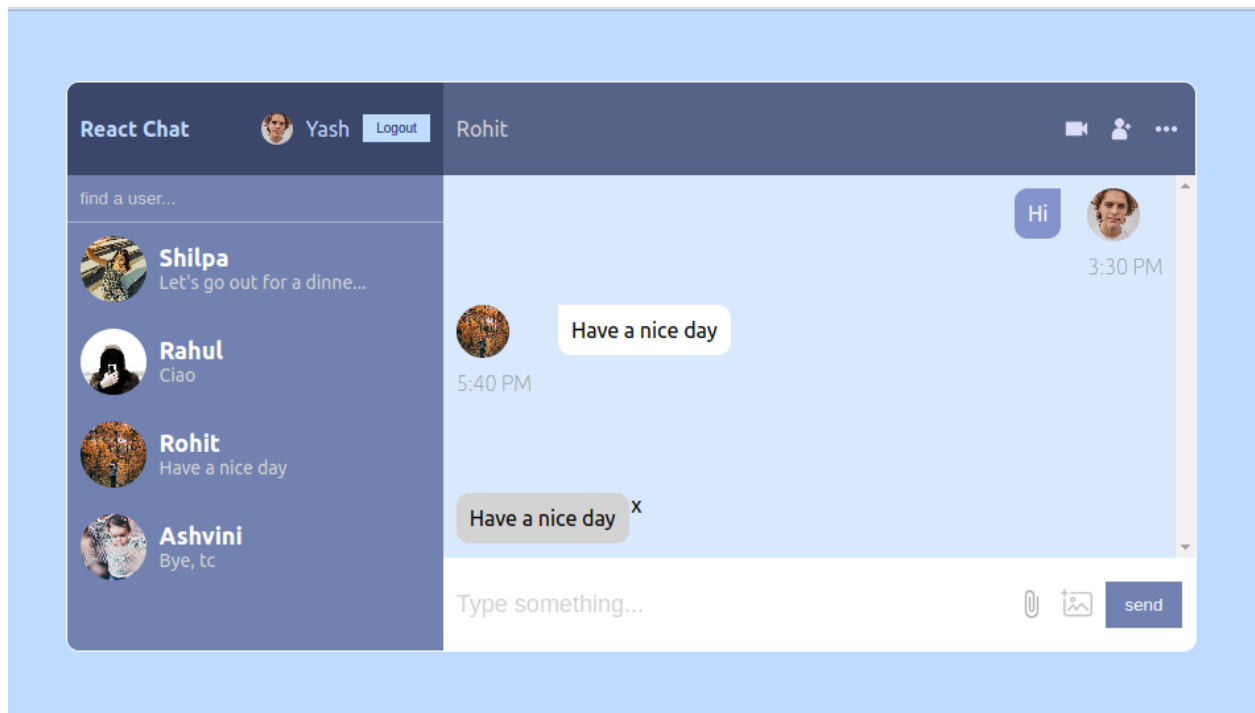 React Chat
Yash
Logout
find a user...
Shilpa
Let's go out for a dinne...
Rahul
Ciao
Rohit
Have a nice day
Ashvini
Bye, tc
Rohit
Hi
3:30 PM
Have a nice day
5:40 PM
Have a nice day x
Type something...
send